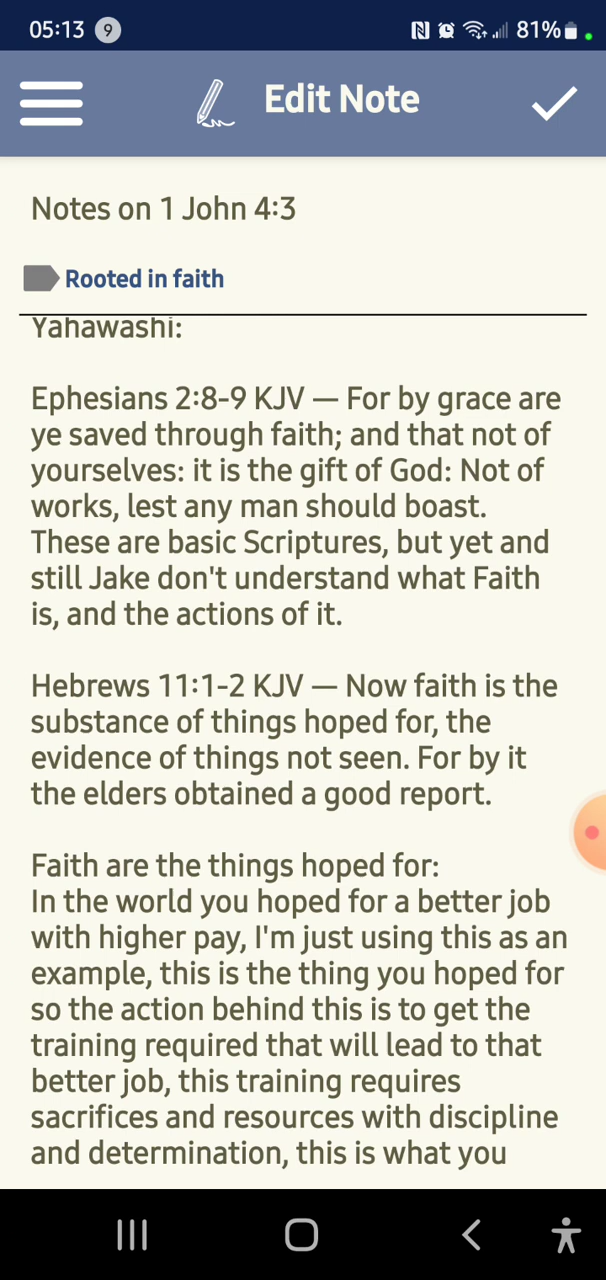 05:13 9 81%
Edit Note
Notes on 1 John 4:3
Rooted in faith
Yahawashi:
Ephesians 2:8-9 KJV — For by grace are
ye saved through faith; and that not of
yourselves: it is the gift of God: Not of
works, lest any man should boast.
These are basic Scriptures, but yet and
still Jake don't understand what Faith
is, and the actions of it.
Hebrews 11:1-2 KJV — Now faith is the
substance of things hoped for, the
evidence of things not seen. For by it
the elders obtained a good report.
Faith are the things hoped for:
In the world you hoped for a better job
with higher pay, I'm just using this as an
example, this is the thing you hoped for
so the action behind this is to get the
training required that will lead to that
better job, this training requires
sacrifices and resources with discipline
and determination, this is what you